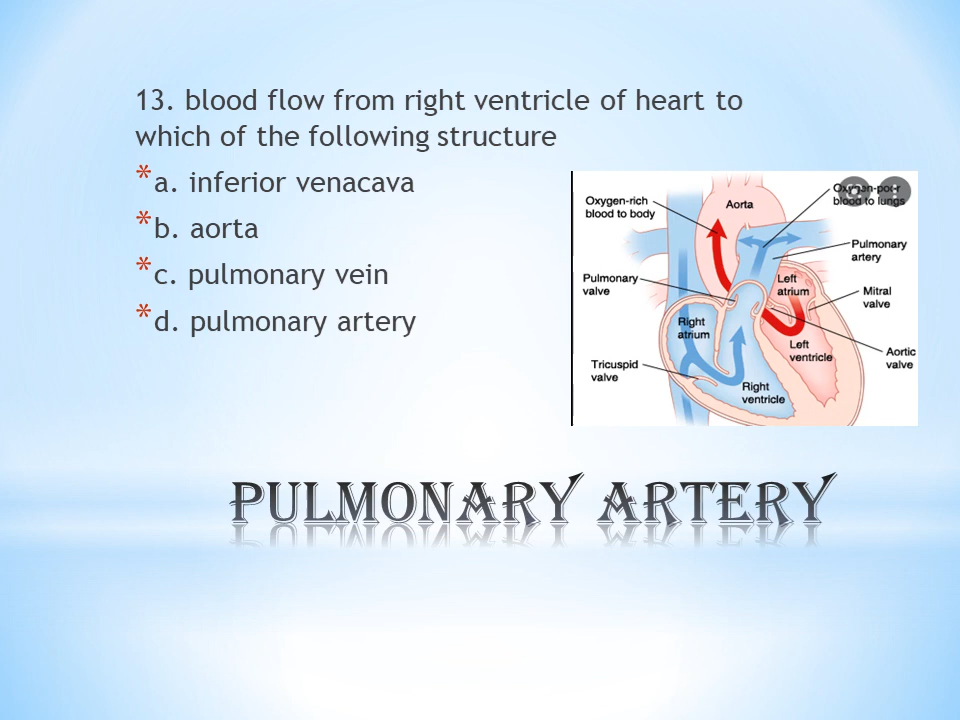 13. blood flow from right ventricle of heart to
which of the following structure
* a. inferior venacava
* b. aorta
* c. pulmonary vein
* d. pulmonary artery
Oxygen-rich
blood to body
Aorta
Oxygen-poor
blood to lungs
Pulmonary
artery
Pulmonary
valve
Left
atrium
Mitral
valve
Right
atrium
Left
ventricle
Aortic
valve
Tricuspid
valve
Right
ventricle
PULMONARY ARTERY